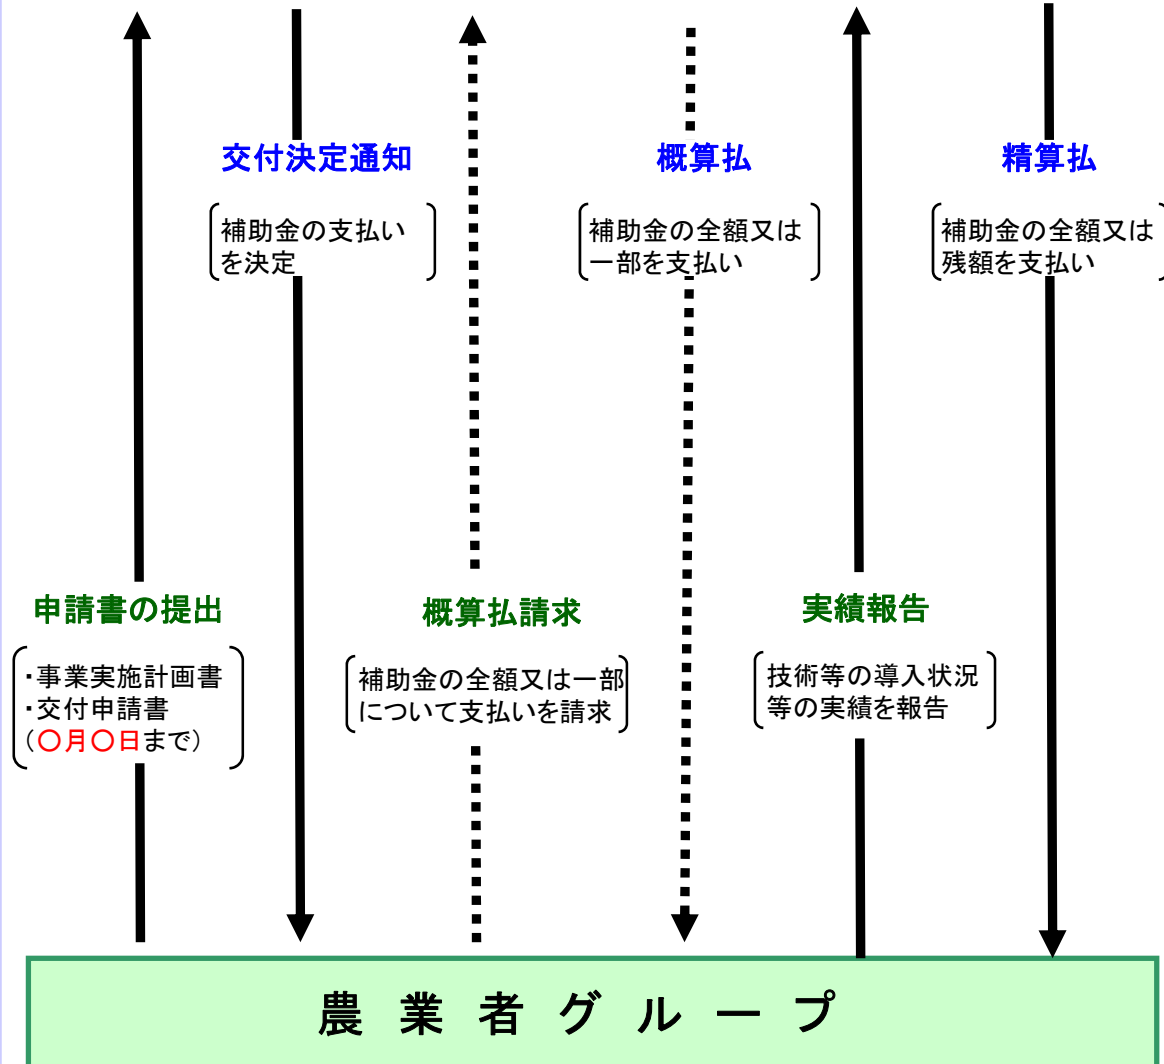 交付決定通知
補助金の支払い
を決定
概算払
補助金の全額又は
一部を支払い
精算払
補助金の全額又は
残額を支払い
申請書の提出
・事業実施計画書
・交付申請書
(〇月〇日まで)
概算払請求
補助金の全額又は一部
について支払いを請求
実績報告
技術等の導入状況
等の実績を報告
農業者グループ